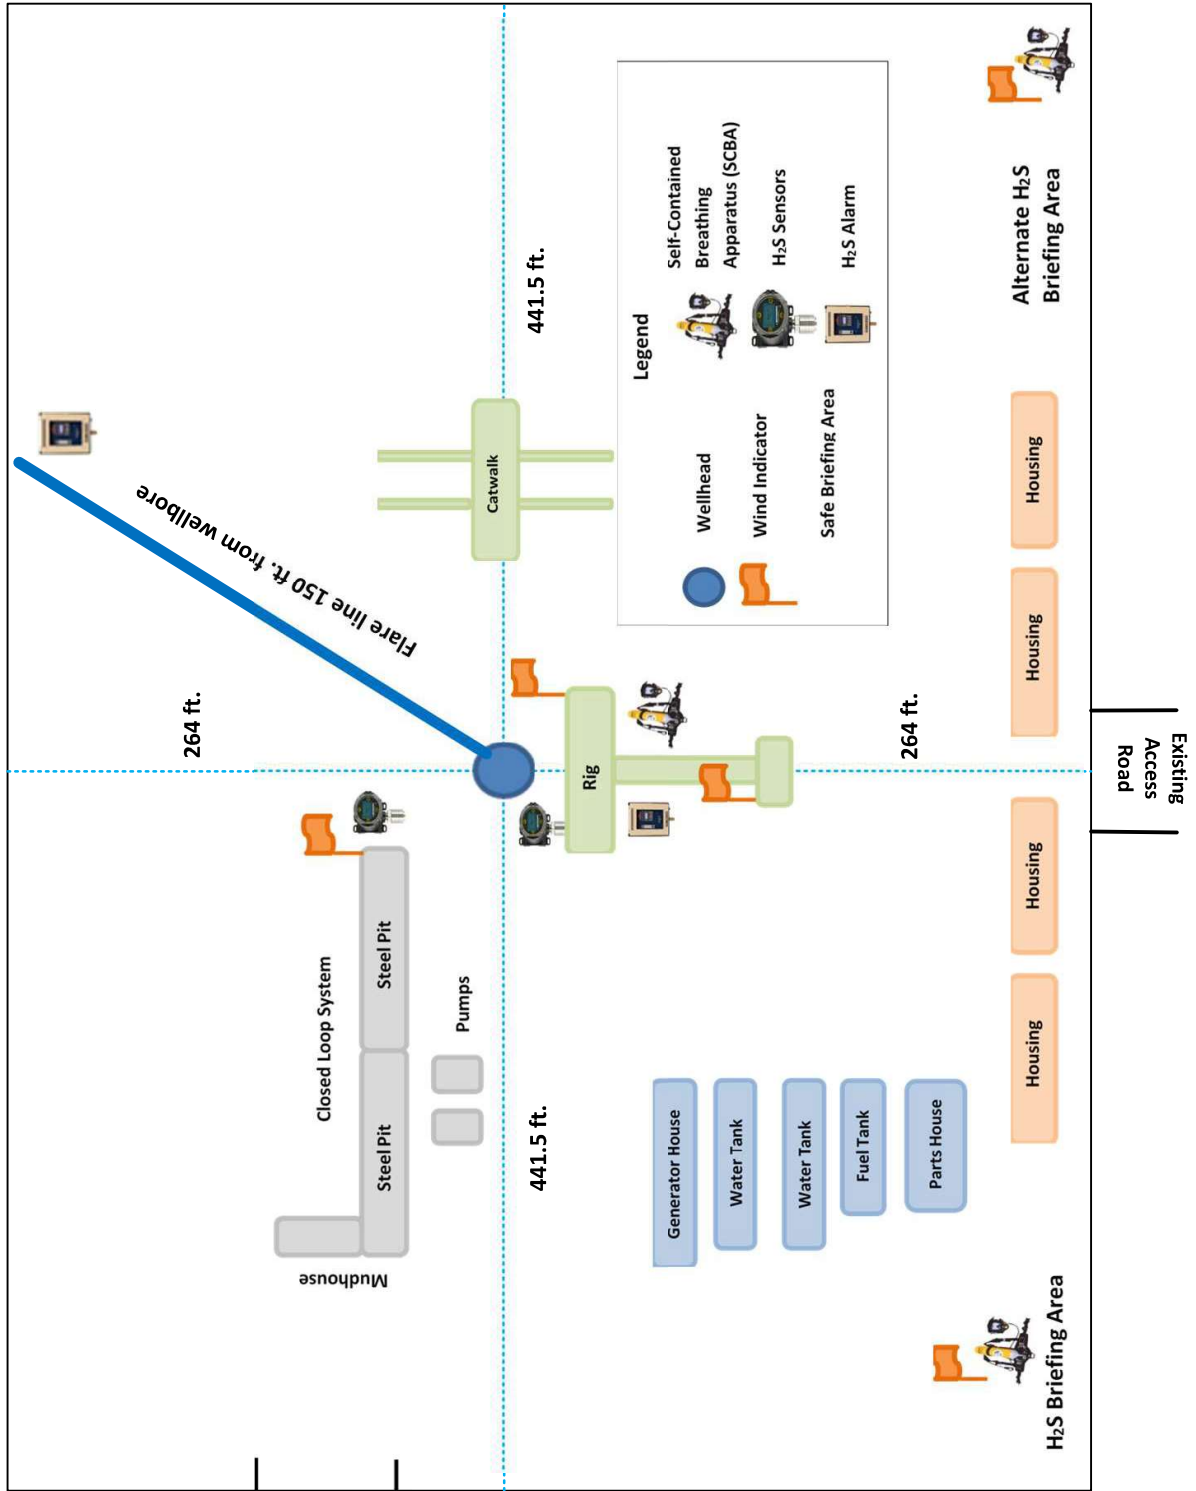 Flare line 150 ft. from wellbore
264 ft.
441.5 ft.
Catwalk
Legend
Self-Contained
Breathing
Apparatus (SCBA)
H₂S Sensors
H₂S Alarm
Wellhead
Wind Indicator
Safe Briefing Area
Alternate H₂S
Briefing Area
Housing
Housing
Housing
Housing
264 ft.
Existing
Access
Road
Rig
Closed Loop System
Steel Pit
Steel Pit
Pumps
Mudhouse
441.5 ft.
Generator House
Water Tank
Water Tank
Fuel Tank
Parts House
H₂S Briefing Area